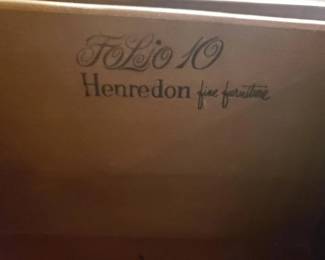 Folio 10
Henredon fine furniture